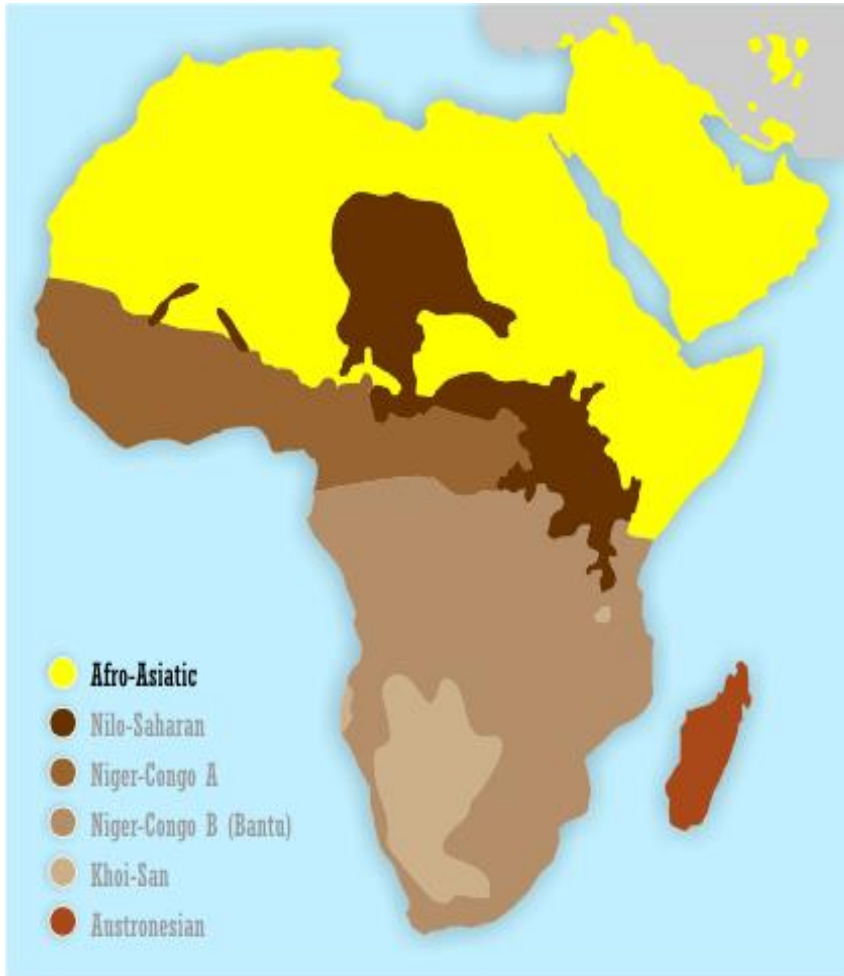 Afro-Asiatic
Nilo-Saharan
Niger-Congo A
Niger-Congo B (Bantu)
Khoi-San
Austronesian